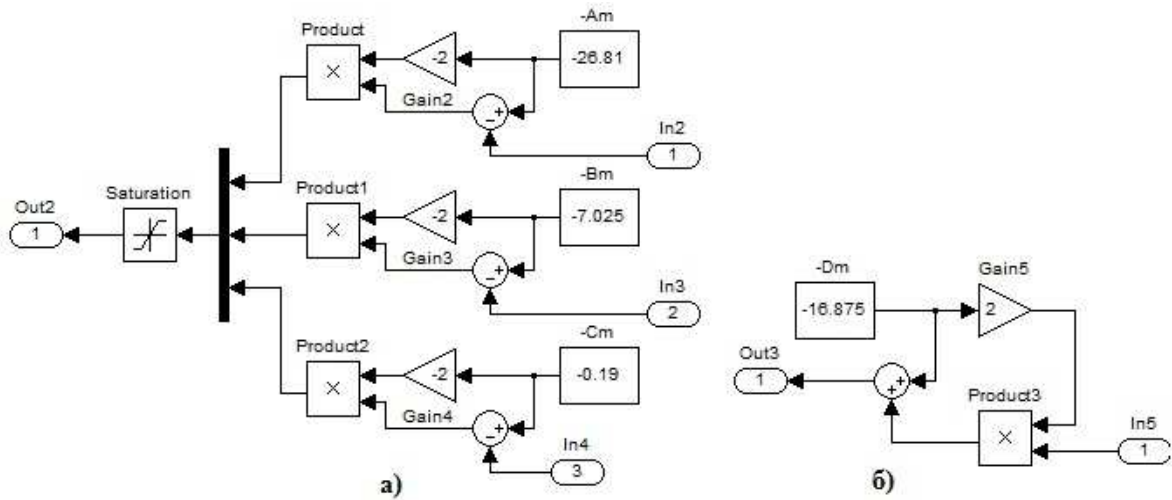 Product
-Am
-2
-26.81
×
Gain2
In2
1
Saturation
Product1
-Bm
-2
-7.025
×
Out2
1
Gain3
In3
2
Product2
-Cm
-2
-0.19
×
Gain4
In4
3
а)
-Dm
Gain5
-16.875
2
Out3
1
Product3
×
In5
1
б)